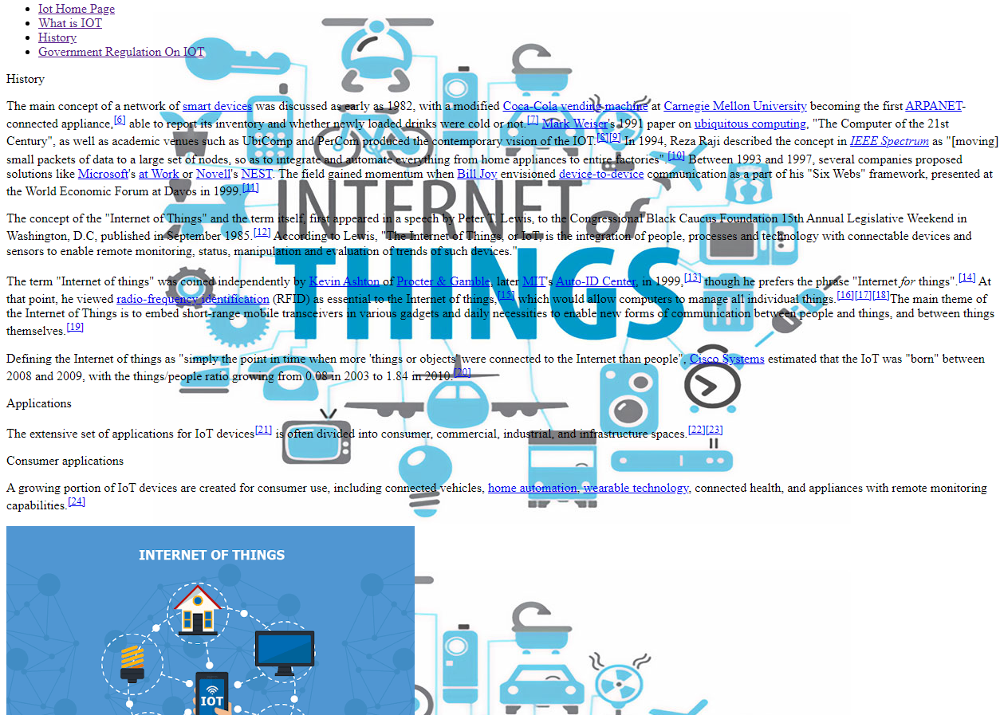 Iot Home Page
What is IOT
History
Government Regulation On IOT
History
The main concept of a network of smart devices was discussed as early as 1982, with a modified Coca-Cola vending machine at Carnegie Mellon University becoming the first ARPANET-
connected appliance,[6] able to report its inventory and whether newly loaded drinks were cold or not.[7] Mark Weiser's 1991 paper on ubiquitous computing, "The Computer of the 21st
Century", as well as academic venues such as UbiComp and PerCom produced the contemporary vision of the IOT.[8][9] In 1994, Reza Raji described the concept in IEEE Spectrum as "[moving]
small packets of data to a large set of nodes, so as to integrate and automate everything from home appliances to entire factories".[10] Between 1993 and 1997, several companies proposed
solutions like Microsoft's at Work or Novell's NEST. The field gained momentum when Bill Joy envisioned device-to-device communication as a part of his "Six Webs" framework, presented at
the World Economic Forum at Davos in 1999.[11]
INTERNET of
The concept of the "Internet of Things" and the term itself, first appeared in a speech by Peter T. Lewis, to the Congressional Black Caucus Foundation 15th Annual Legislative Weekend in
Washington, D.C, published in September 1985.[12] According to Lewis, "The Internet of Things, or IoT, is the integration of people, processes and technology with connectable devices and
sensors to enable remote monitoring, status, manipulation and evaluation of trends of such devices."
THINGS
The term "Internet of things" was coined independently by Kevin Ashton of Procter & Gamble, later MIT's Auto-ID Center, in 1999,[13] though he prefers the phrase "Internet for things".[14] At
that point, he viewed radio-frequency identification (RFID) as essential to the Internet of things,[15] which would allow computers to manage all individual things.[16][17][18]The main theme of
the Internet of Things is to embed short-range mobile transceivers in various gadgets and daily necessities to enable new forms of communication between people and things, and between things
themselves.[19]
Defining the Internet of things as "simply the point in time when more 'things or objects' were connected to the Internet than people", Cisco Systems estimated that the IoT was "born" between
2008 and 2009, with the things/people ratio growing from 0.08 in 2003 to 1.84 in 2010.[20]
Applications
The extensive set of applications for IoT devices[21] is often divided into consumer, commercial, industrial, and infrastructure spaces.[22][23]
Consumer applications
A growing portion of IoT devices are created for consumer use, including connected vehicles, home automation, wearable technology, connected health, and appliances with remote monitoring
capabilities.[24]
INTERNET OF THINGS
IOT